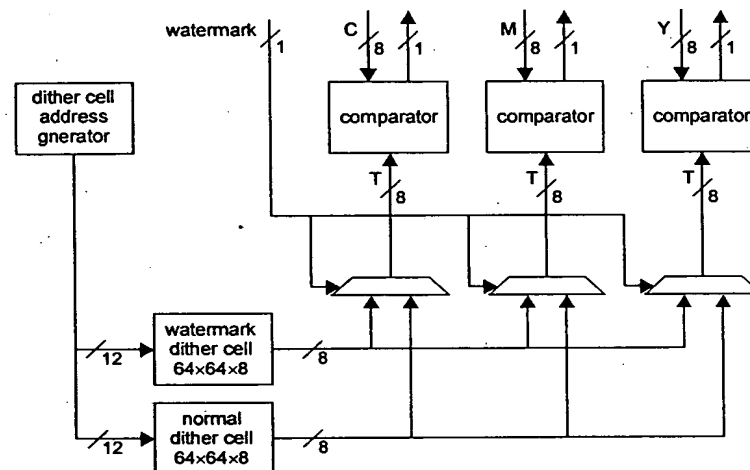 watermark 1 C 8 1 M 8 1 Y 8 1
dither cell
address
gnerator
comparator comparator comparator
T 8 T 8 T 8
watermark
dither cell
64×64×8
12 8
normal
dither cell
64×64×8
12 8